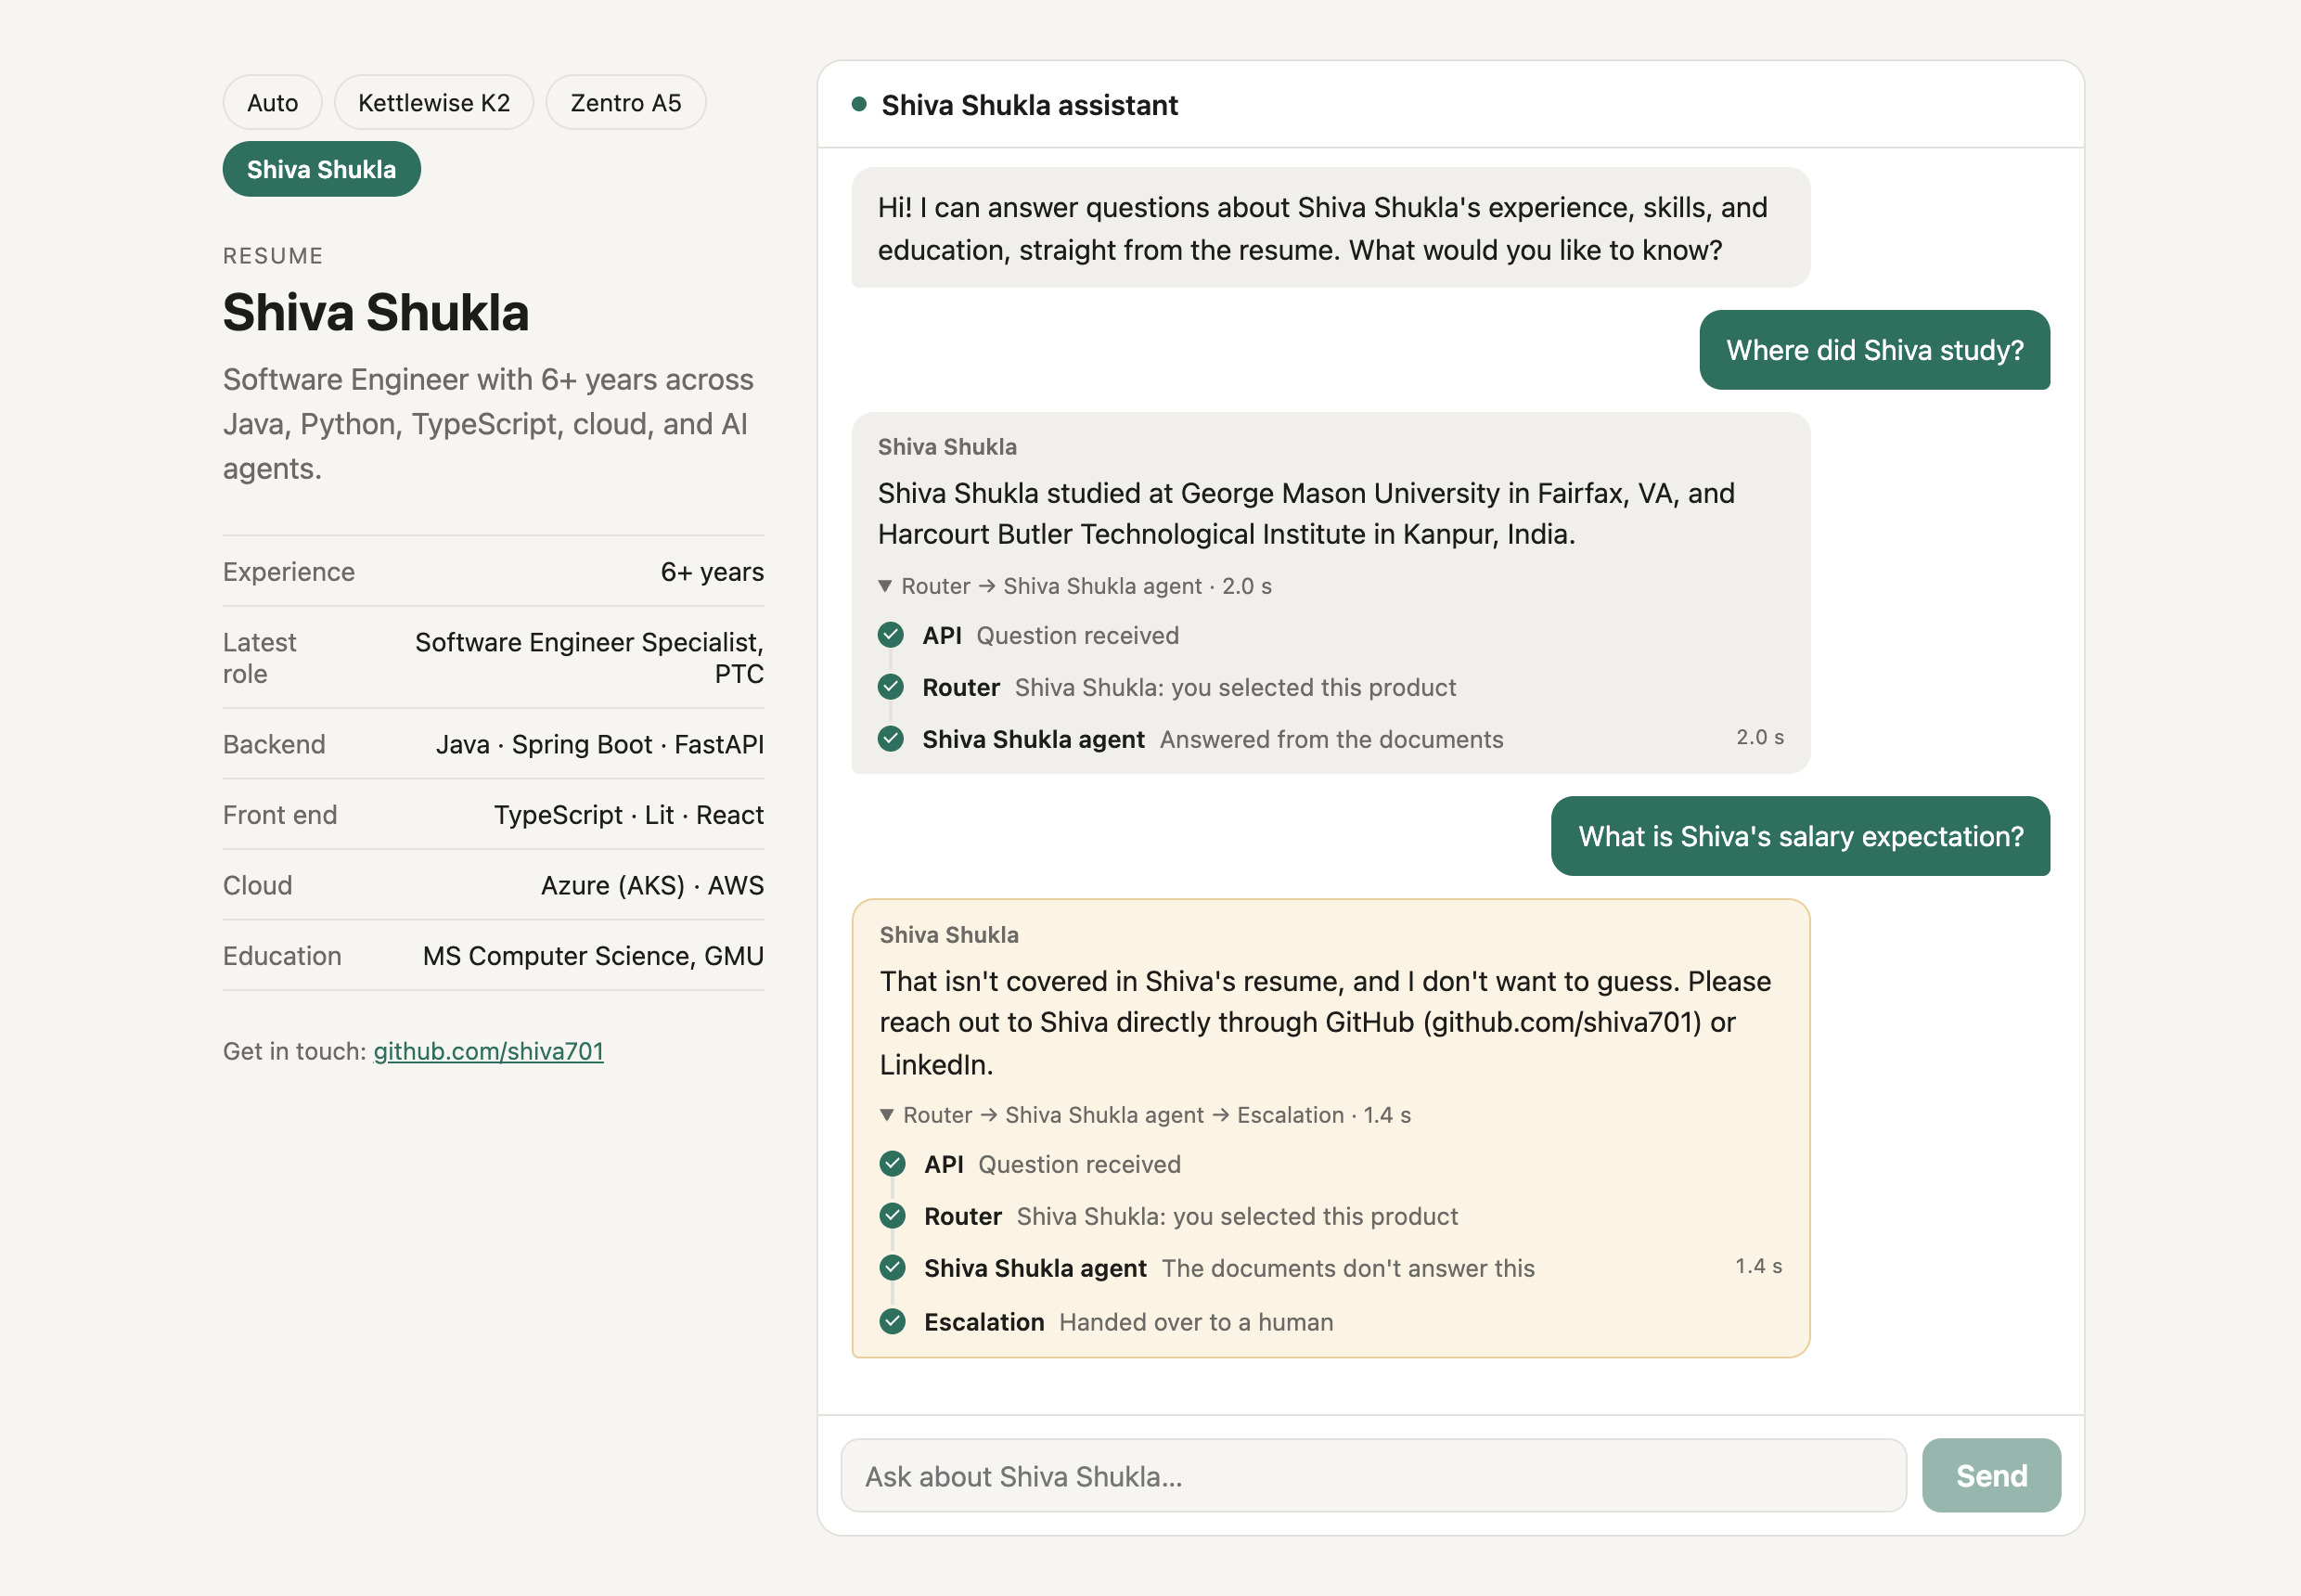 Auto
Kettlewise K2
Zentro A5
Shiva Shukla
RESUME
Shiva Shukla
Software Engineer with 6+ years across
Java, Python, TypeScript, cloud, and AI
agents.
Experience 6+ years
Latest role Software Engineer Specialist, PTC
Backend Java · Spring Boot · FastAPI
Front end TypeScript · Lit · React
Cloud Azure (AKS) · AWS
Education MS Computer Science, GMU
Get in touch: github.com/shiva701
Shiva Shukla assistant
Hi! I can answer questions about Shiva Shukla's experience, skills, and
education, straight from the resume. What would you like to know?
Where did Shiva study?
Shiva Shukla
Shiva Shukla studied at George Mason University in Fairfax, VA, and
Harcourt Butler Technological Institute in Kanpur, India.
▼ Router → Shiva Shukla agent · 2.0 s
API Question received
Router Shiva Shukla: you selected this product
Shiva Shukla agent Answered from the documents 2.0 s
What is Shiva's salary expectation?
Shiva Shukla
That isn't covered in Shiva's resume, and I don't want to guess. Please
reach out to Shiva directly through GitHub (github.com/shiva701) or
LinkedIn.
▼ Router → Shiva Shukla agent → Escalation · 1.4 s
API Question received
Router Shiva Shukla: you selected this product
Shiva Shukla agent The documents don't answer this 1.4 s
Escalation Handed over to a human
Ask about Shiva Shukla...
Send